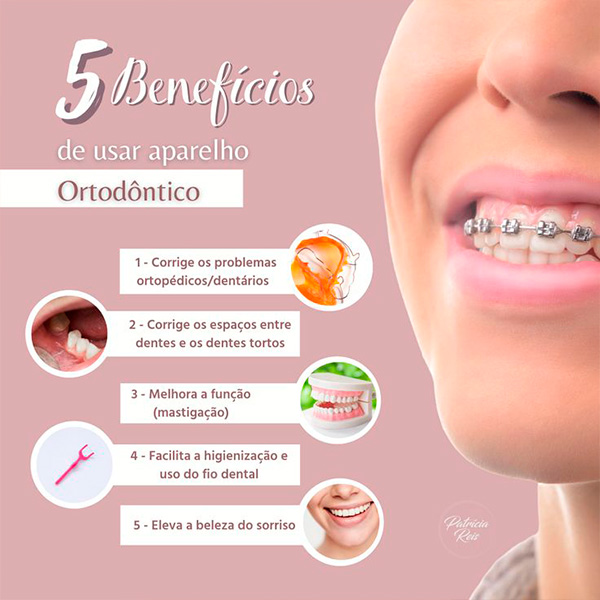 5 Benefícios
de usar aparelho
Ortodôntico
1 - Corrige os problemas
ortopédicos/dentários
2 - Corrige os espaços entre
dentes e os dentes tortos
3 - Melhora a função
(mastigação)
4 - Facilita a higienização e
uso do fio dental
5 - Eleva a beleza do sorriso
Patrícia
Reis